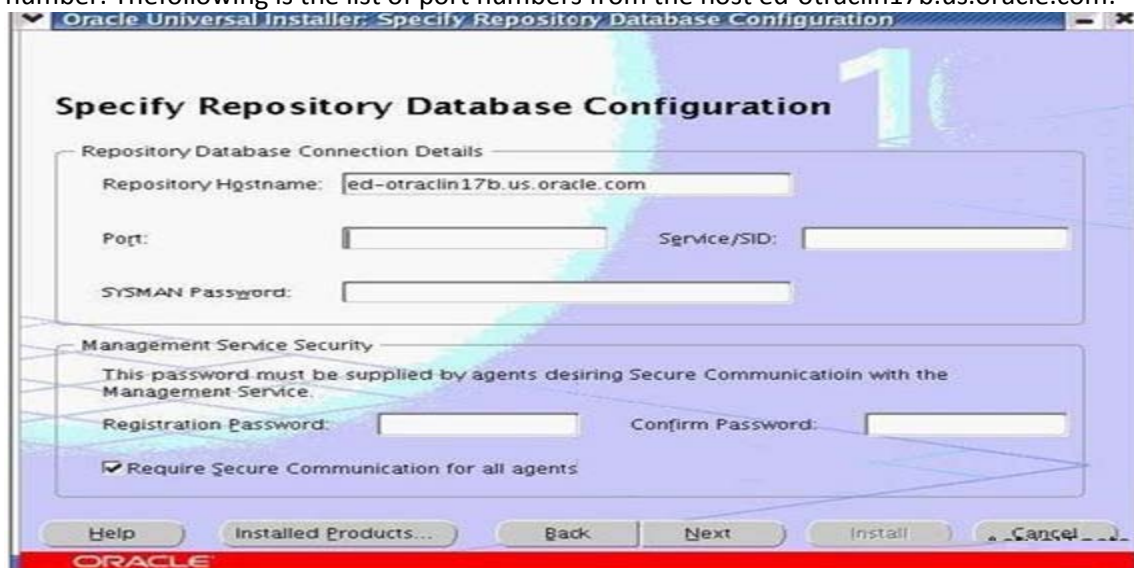 number. Thefollowing is the list of port numbers from the host ed-otraclin17b.us.oracle.com:
Oracle Universal Installer: Specify Repository Database Configuration
Specify Repository Database Configuration
Repository Database Connection Details
Repository Hostname: ed-otraclin17b.us.oracle.com
Port: Service/SID:
SYSMAN Password:
Management Service Security
This password must be supplied by agents desiring Secure Communicatioin with the
Management Service.
Registration Password: Confirm Password:
Require Secure Communication for all agents
Help Installed Products... Back Next Install Cancel
ORACLE